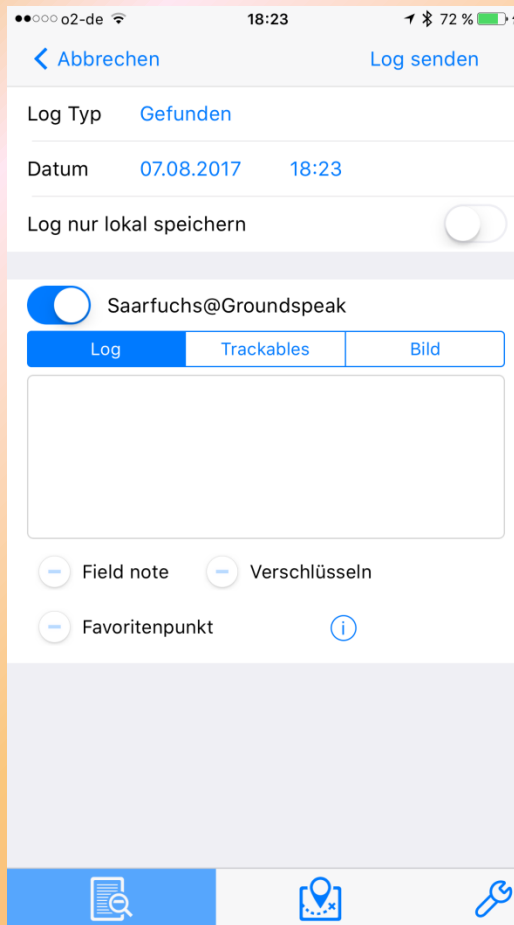 o2-de 18:23 72 %
Abbrechen Log senden
Log Typ Gefunden
Datum 07.08.2017 18:23
Log nur lokal speichern
Saarfuchs@Groundspeak
Log Trackables Bild
Field note Verschlüsseln
Favoritenpunkt i